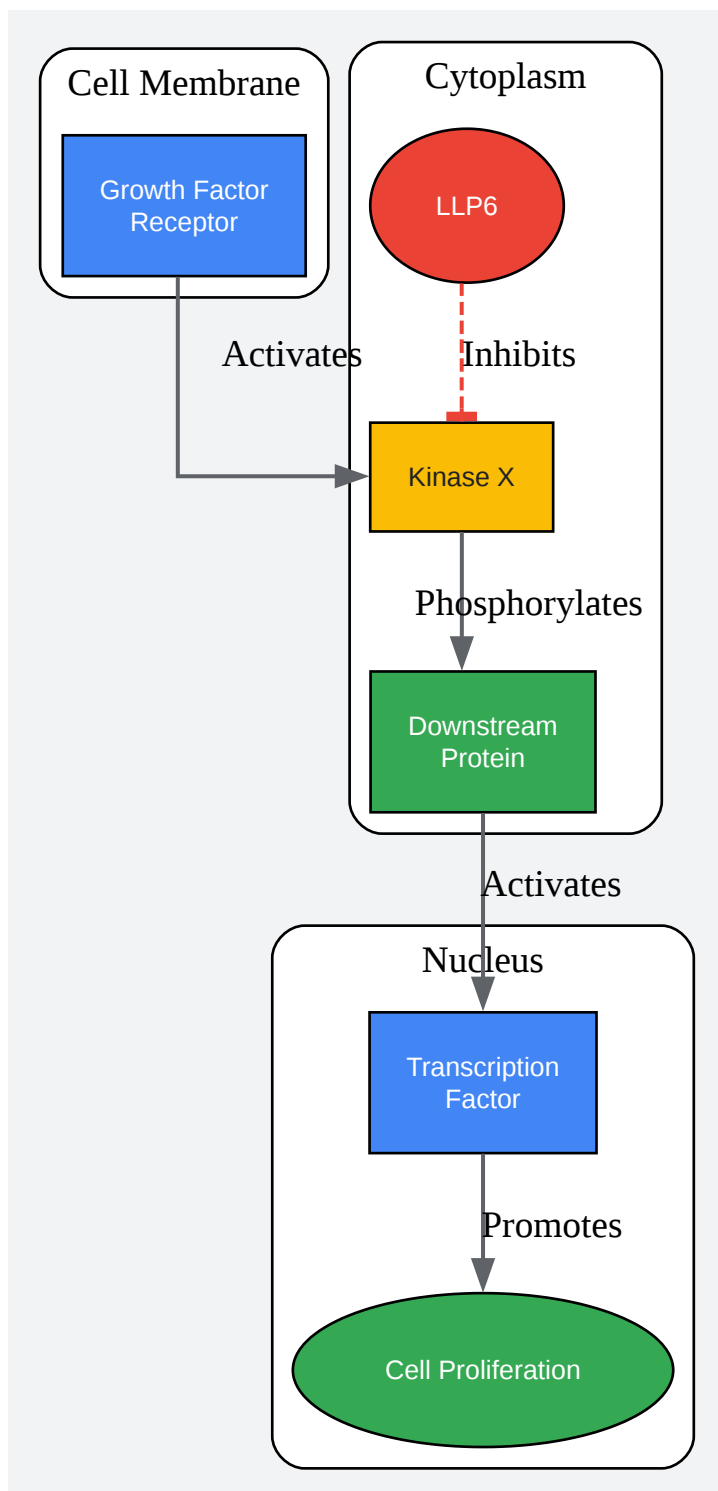 Cell Membrane
Growth Factor
Receptor
Cytoplasm
LLP6
Activates
Inhibits
Kinase X
Phosphorylates
Downstream
Protein
Activates
Nucleus
Transcription
Factor
Promotes
Cell Proliferation